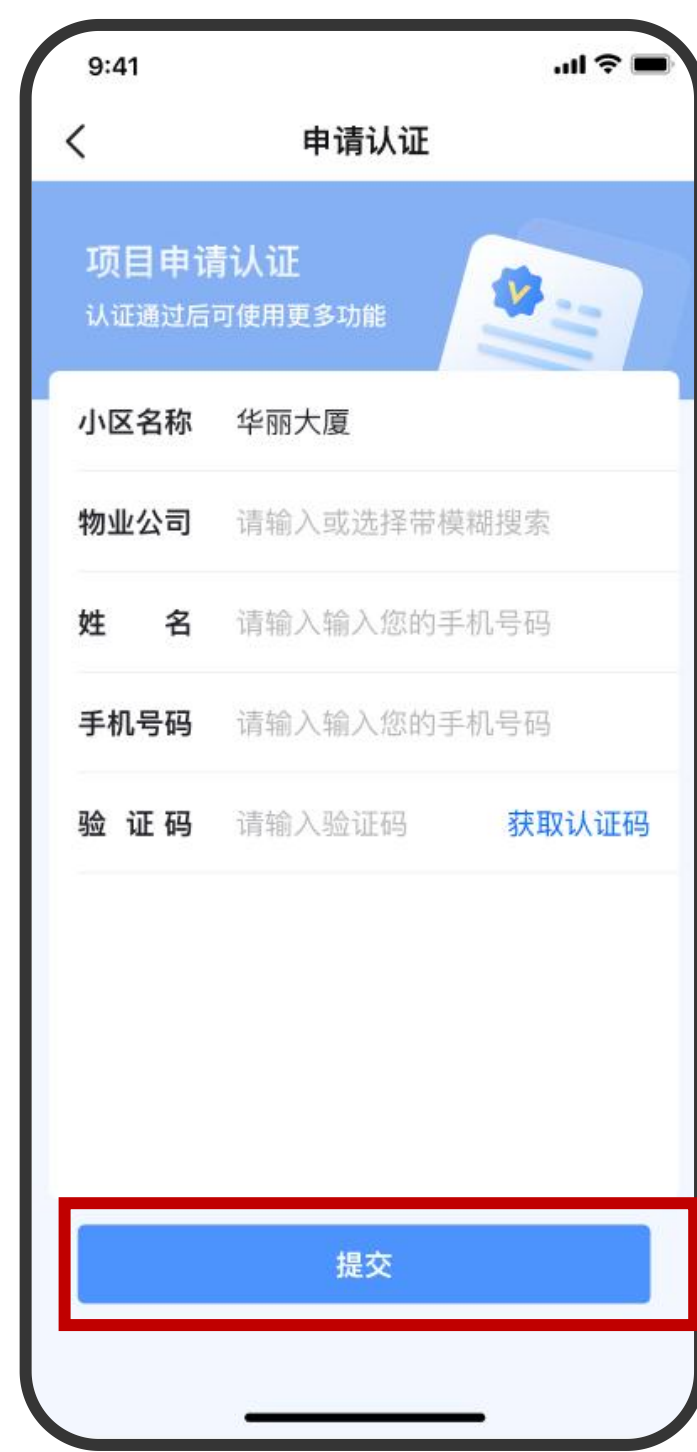 9:41
申请认证
项目申请认证
认证通过后可使用更多功能
小区名称 华丽大厦
物业公司 请输入或选择带模糊搜索
姓 名 请输入输入您的手机号码
手机号码 请输入输入您的手机号码
验 证 码 请输入验证码 获取认证码
提交